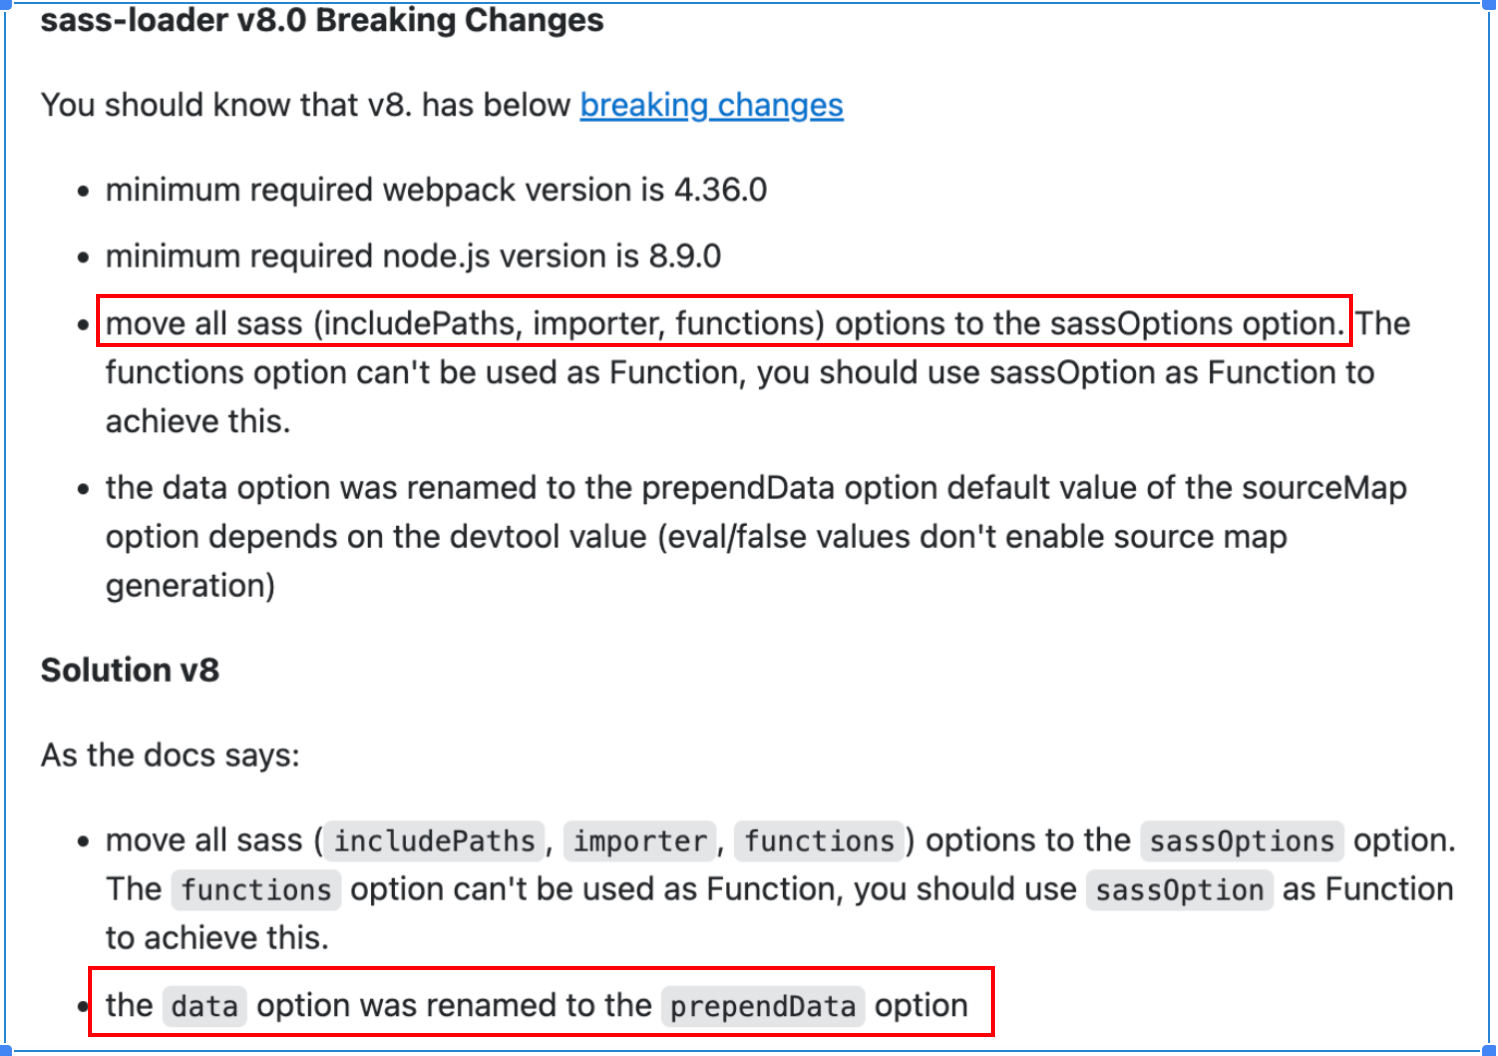 sass-loader v8.0 Breaking Changes
You should know that v8. has below breaking changes
• minimum required webpack version is 4.36.0
• minimum required node.js version is 8.9.0
• move all sass (includePaths, importer, functions) options to the sassOptions option. The
functions option can't be used as Function, you should use sassOption as Function to
achieve this.
• the data option was renamed to the prependData option default value of the sourceMap
option depends on the devtool value (eval/false values don't enable source map
generation)
Solution v8
As the docs says:
• move all sass (includePaths, importer, functions) options to the sassOptions option.
The functions option can't be used as Function, you should use sassOption as Function
to achieve this.
• the data option was renamed to the prependData option